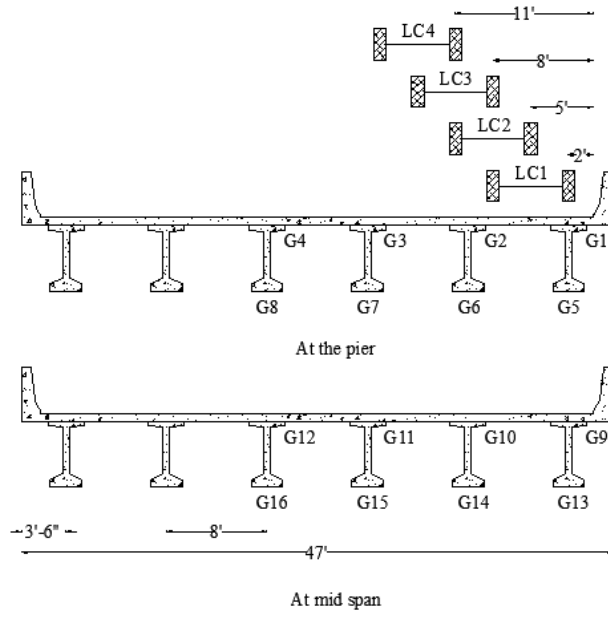 11'
LC4
8'
LC3
5'
LC2
2'
LC1
G4 G3 G2 G1
G8 G7 G6 G5
At the pier
G12 G11 G10 G9
G16 G15 G14 G13
3'-6" 8'
47'
At mid span